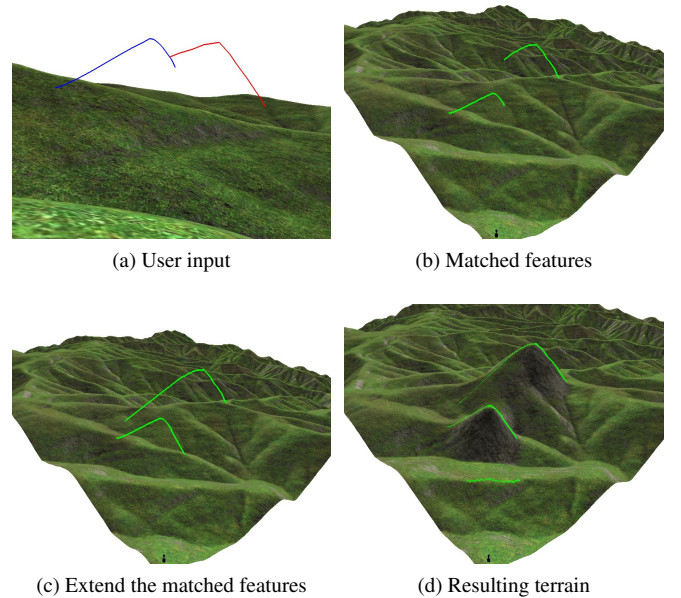 (a) User input
(b) Matched features
(c) Extend the matched features
(d) Resulting terrain